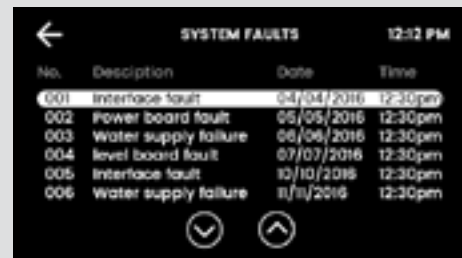 SYSTEM FAULTS 12:12 PM
No. Desciption Date Time
001 Interface fault 04/04/2016 12:30pm
002 Power board fault 05/05/2016 12:30pm
003 Water supply failure 06/06/2016 12:30pm
004 level board fault 07/07/2016 12:30pm
005 Interface fault 10/10/2016 12:30pm
006 Water supply failure 11/11/2016 12:30pm